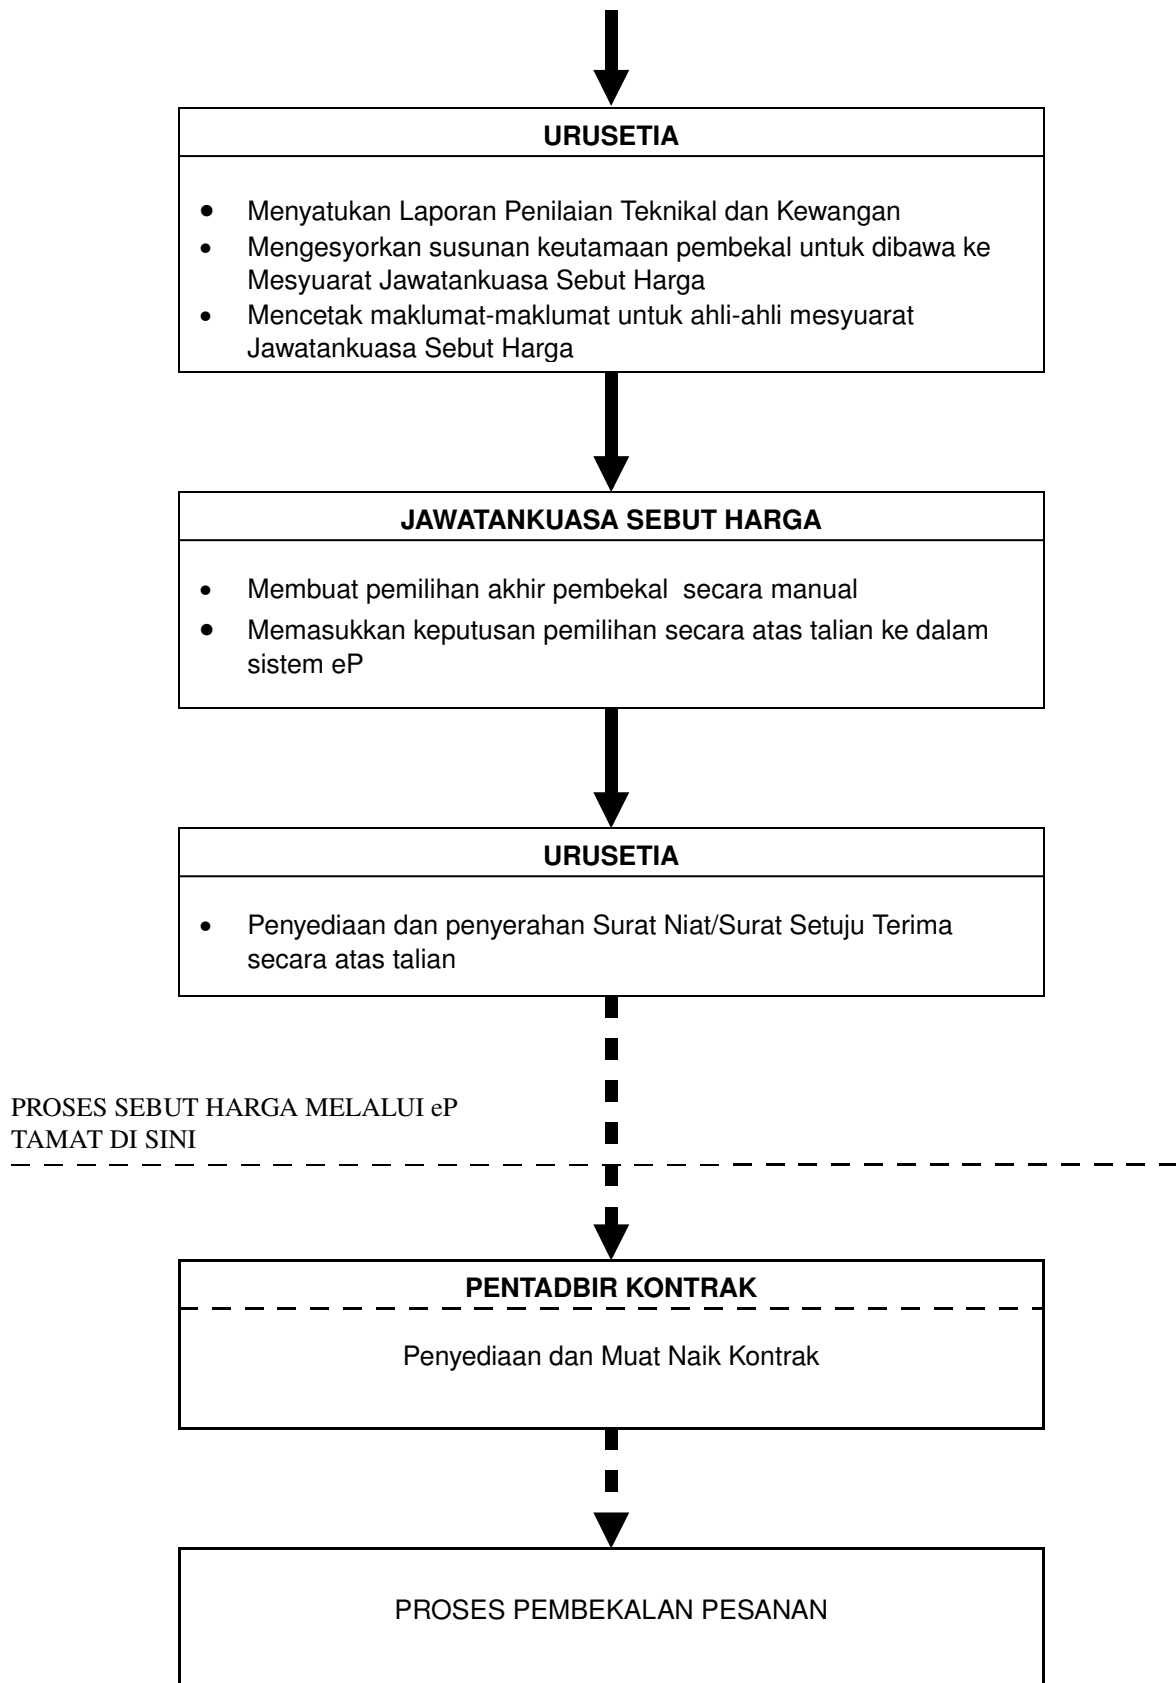 URUSETIA
• Menyatukan Laporan Penilaian Teknikal dan Kewangan
• Mengesyorkan susunan keutamaan pembekal untuk dibawa ke
Mesyuarat Jawatankuasa Sebut Harga
• Mencetak maklumat-maklumat untuk ahli-ahli mesyuarat
Jawatankuasa Sebut Harga
JAWATANKUASA SEBUT HARGA
• Membuat pemilihan akhir pembekal secara manual
• Memasukkan keputusan pemilihan secara atas talian ke dalam
sistem eP
URUSETIA
• Penyediaan dan penyerahan Surat Niat/Surat Setuju Terima
secara atas talian
PROSES SEBUT HARGA MELALUI eP
TAMAT DI SINI
PENTADBIR KONTRAK
Penyediaan dan Muat Naik Kontrak
PROSES PEMBEKALAN PESANAN